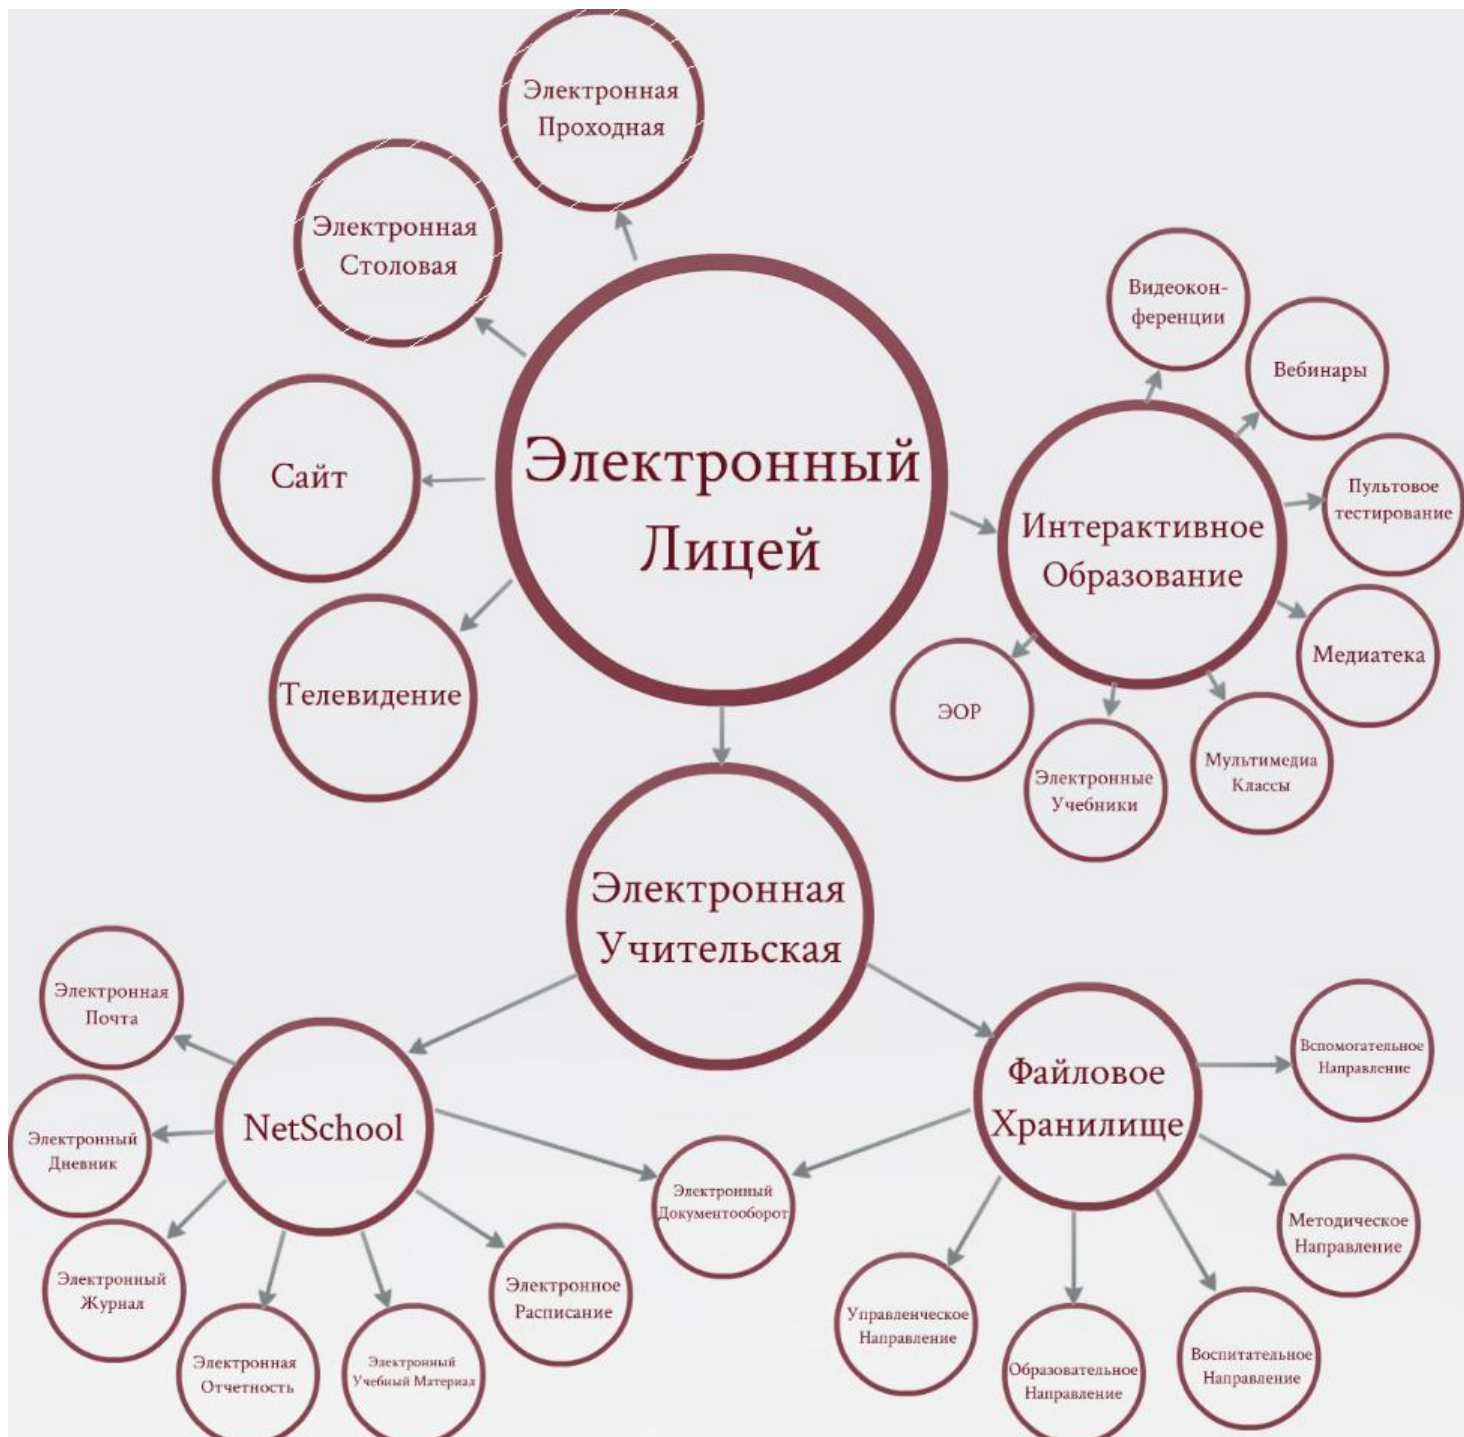 Электронная
Проходная
Электронная
Столовая
Сайт
Телевидение
Электронный
Лицей
Видеокон-
ференции
Вебинары
Пультовое
тестирование
Интерактивное
Образование
Медиатека
Мультимедиа
Классы
Электронные
Учебники
ЭОР
Электронная
Учительская
Электронная
Почта
Электронный
Дневник
NetSchool
Электронный
Журнал
Электронная
Отчетность
Электронный
Учебный Материал
Электронное
Расписание
Электронный
Документооборот
Файловое
Хранилище
Вспомогательное
Направление
Методическое
Направление
Воспитательное
Направление
Образовательное
Направление
Управленческое
Направление